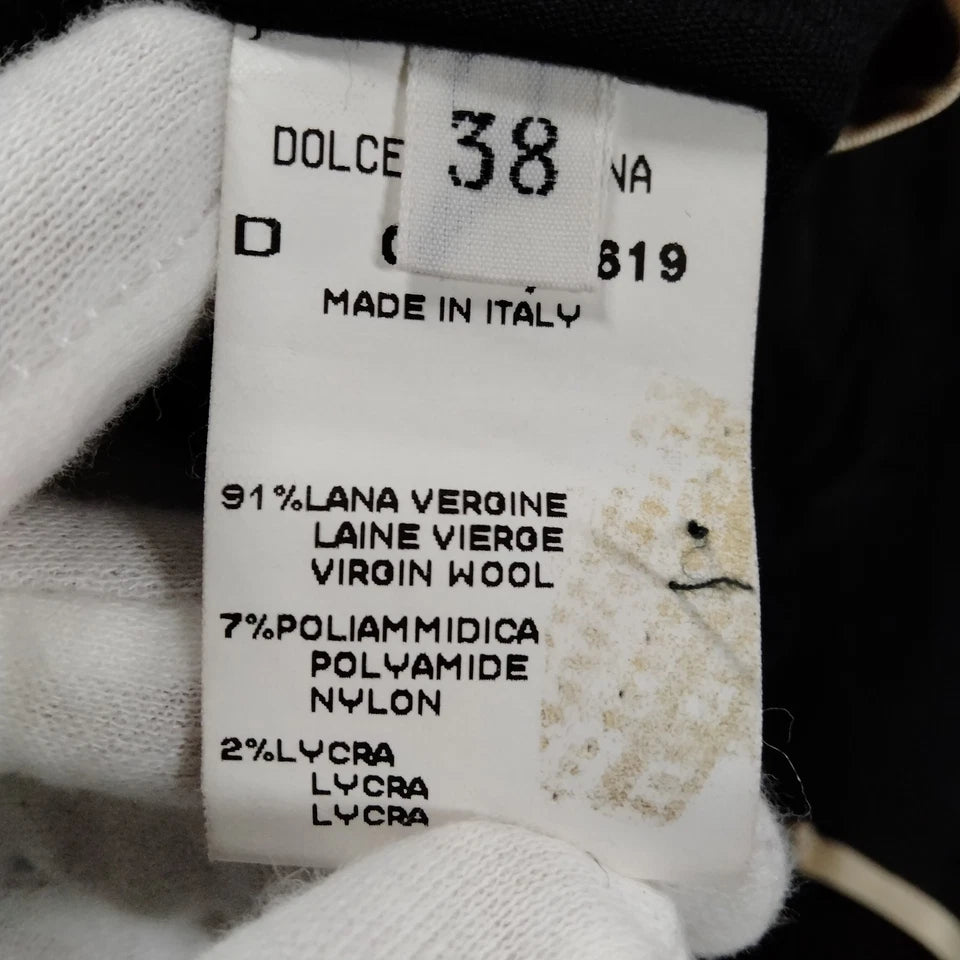 38
DOLCE NA
D 619
MADE IN ITALY
91%LANA VERGINE
LAINE VIERGE
VIRGIN WOOL
7%POLIAMMIDICA
POLYAMIDE
NYLON
2%LYCRA
LYCRA
LYCRA